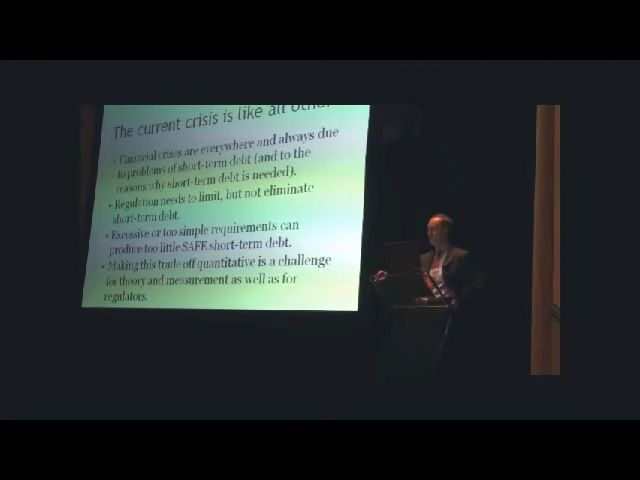 The current crisis is like all other
• Financial crises are everywhere and always due
to problems of short-term debt (and to the
reasons why short-term debt is needed).
• Regulation needs to limit, but not eliminate
short-term debt.
• Excessive or too simple requirements can
produce too little SAFE short-term debt.
• Making this trade off quantitative is a challenge
for theory and measurement as well as for
regulators.